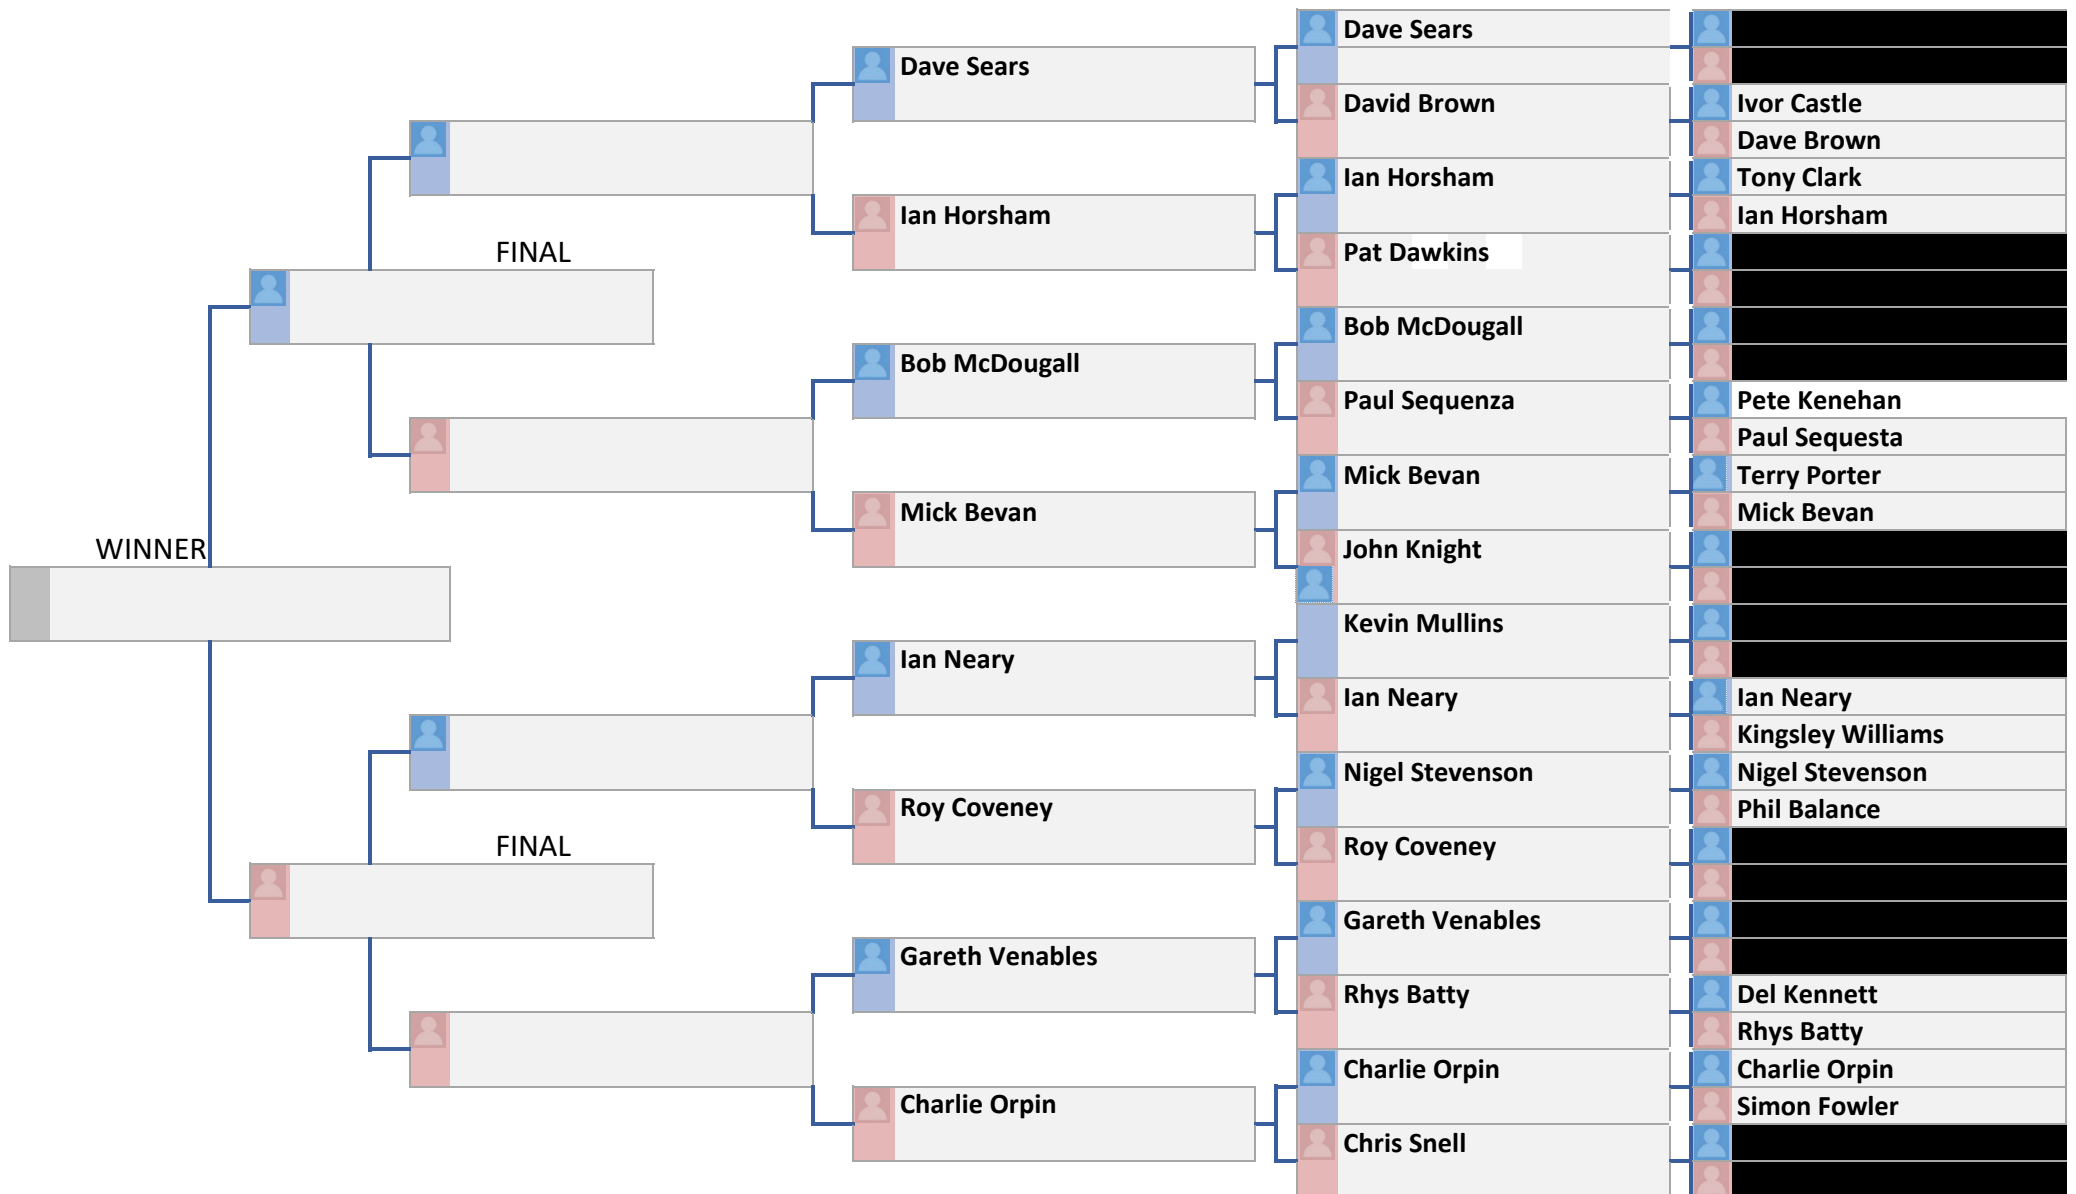 WINNER
FINAL
FINAL
Dave Sears
Ian Horsham
Bob McDougall
Mick Bevan
Ian Neary
Roy Coveney
Gareth Venables
Charlie Orpin
Dave Sears
David Brown
Ian Horsham
Pat Dawkins
Bob McDougall
Paul Sequenza
Mick Bevan
John Knight
Kevin Mullins
Ian Neary
Nigel Stevenson
Roy Coveney
Gareth Venables
Rhys Batty
Charlie Orpin
Chris Snell
Ivor Castle
Dave Brown
Tony Clark
Ian Horsham
Pete Kenehan
Paul Sequesta
Terry Porter
Mick Bevan
Ian Neary
Kingsley Williams
Nigel Stevenson
Phil Balance
Del Kennett
Rhys Batty
Charlie Orpin
Simon Fowler